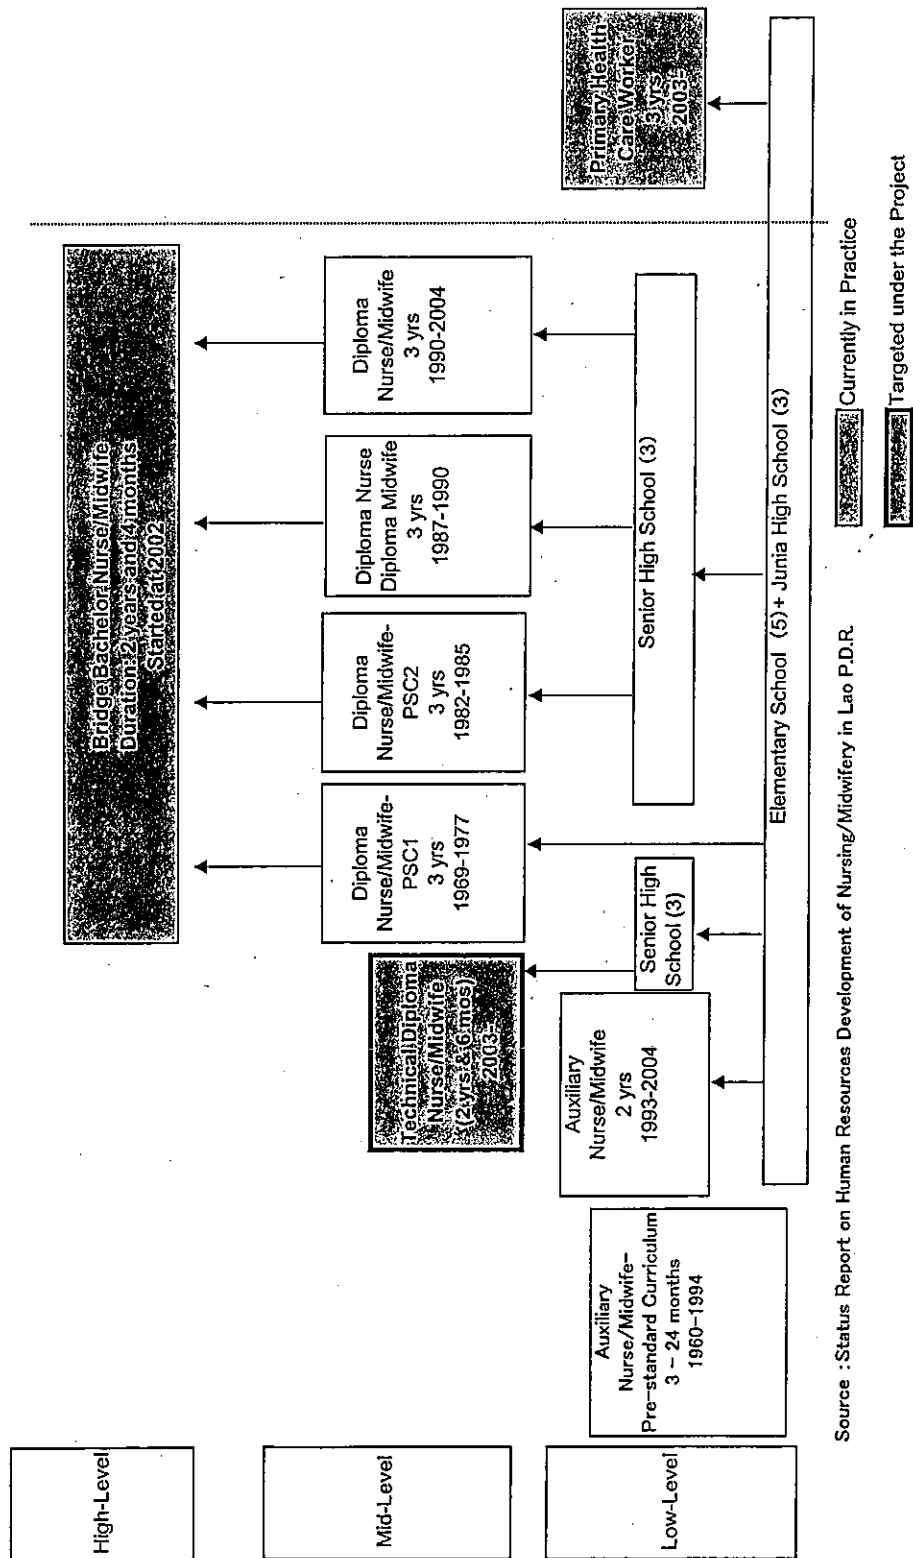 High-Level
Bridge Bachelor Nurse/Midwife
Duration: 2 years and 4 months
Started at 2002
Mid-Level
Technical Diploma
Nurse/Midwife
(2 yrs & 6 mos)
2003-
Diploma
Nurse/Midwife-
PSC1
3 yrs
1969-1977
Diploma
Nurse/Midwife-
PSC2
3 yrs
1982-1985
Diploma Nurse
Diploma Midwife
3 yrs
1987-1990
Diploma
Nurse/Midwife
3 yrs
1990-2004
Low-Level
Auxiliary
Nurse/Midwife-
Pre-standard Curriculum
3 - 24 months
1960-1994
Auxiliary
Nurse/Midwife
2 yrs
1993-2004
Senior High
School (3)
Senior High School (3)
Primary Health
Care Worker
3 yrs
2003-
Elementary School (5)+ Junia High School (3)
Source : Status Report on Human Resources Development of Nursing/Midwifery in Lao P.D.R.
Currently in Practice
Targeted under the Project